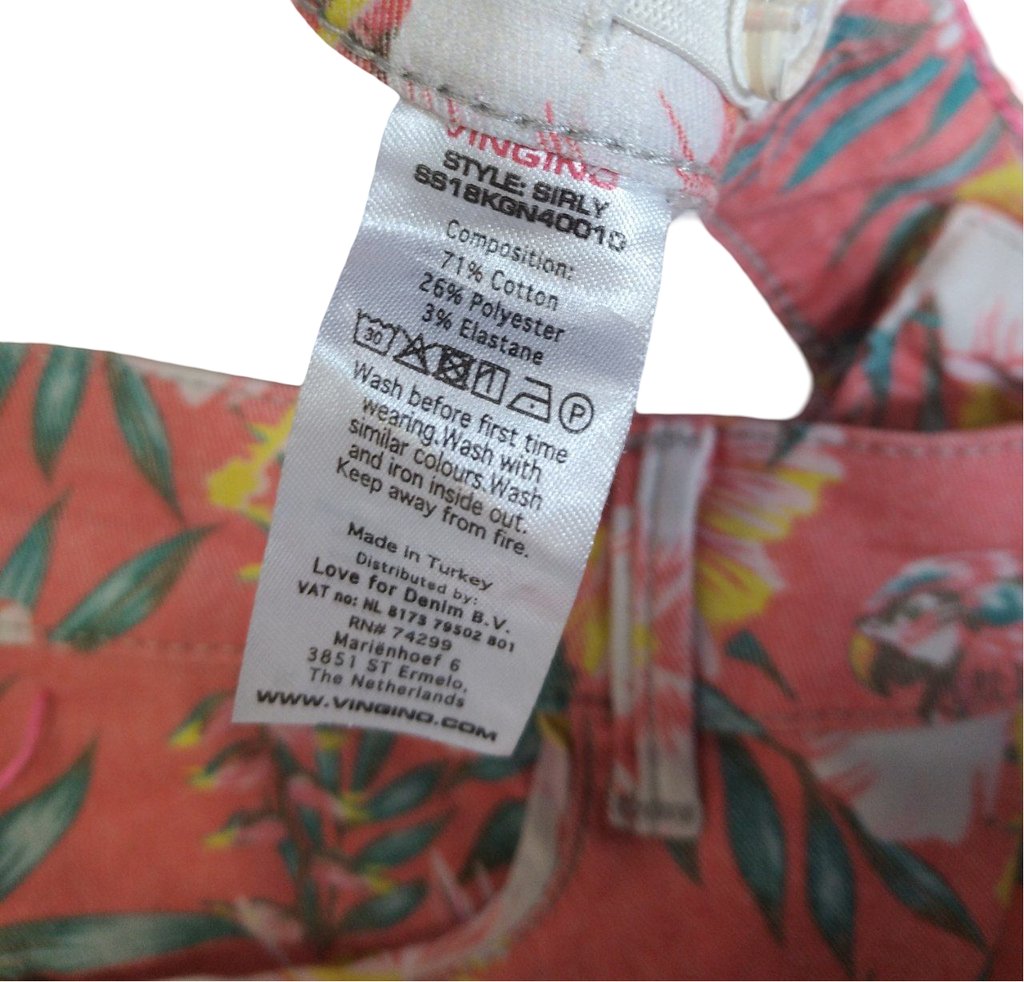 VINGINO
STYLE: SIRLY
SS18KGN40010
Composition:
71% Cotton
26% Polyester
3% Elastane
30 P
Wash before first time
wearing.Wash with
similar colours.Wash
and iron inside out.
Keep away from fire.
Made in Turkey
Distributed by:
Love for Denim B.V.
VAT no: NL 8173 79502 B01
RN# 74299
Mariënhoef 6
3851 ST Ermelo,
The Netherlands
WWW.VINGINO.COM